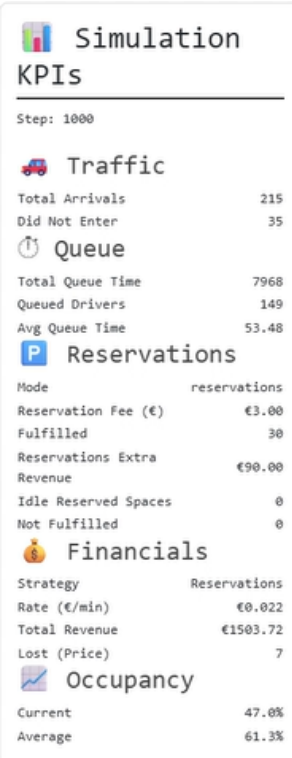 📊 Simulation
KPIs
Step: 1000
🚗 Traffic
Total Arrivals 215
Did Not Enter 35
⏱ Queue
Total Queue Time 7968
Queued Drivers 149
Avg Queue Time 53.48
🅿 Reservations
Mode reservations
Reservation Fee (€) €3.00
Fulfilled 30
Reservations Extra
Revenue €90.00
Idle Reserved Spaces 0
Not Fulfilled 0
💰 Financials
Strategy Reservations
Rate (€/min) €0.022
Total Revenue €1503.72
Lost (Price) 7
📈 Occupancy
Current 47.0%
Average 61.3%